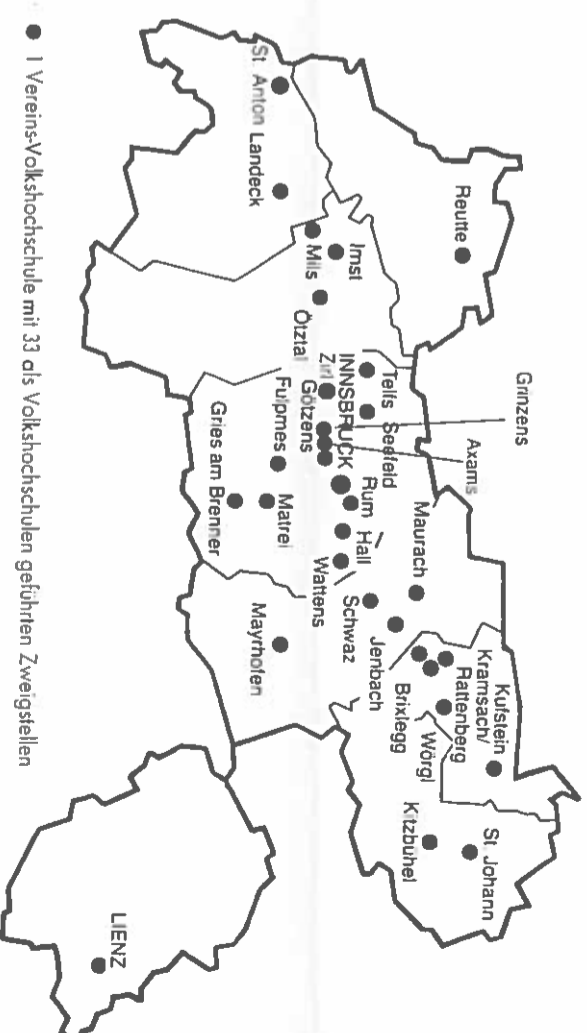 Reutte
St. Anton
Landeck
Imst
Mils
Ötztal
Telfs
Seefeld
Zirl
INNSBRUCK
Götzens
Grinzens
Axams
Fulpmes
Matrei
Gries am Brenner
Rum
Hall
Wattens
Schwaz
Maurach
Jenbach
Mayrhofen
Brixlegg
Kramsach/
Rattenberg
Kufstein
Wörgl
Kitzbühel
St. Johann
LIENZ
● 1 Vereins-Volkshochschule mit 33 als Volkshochschulen geführten Zweigstellen